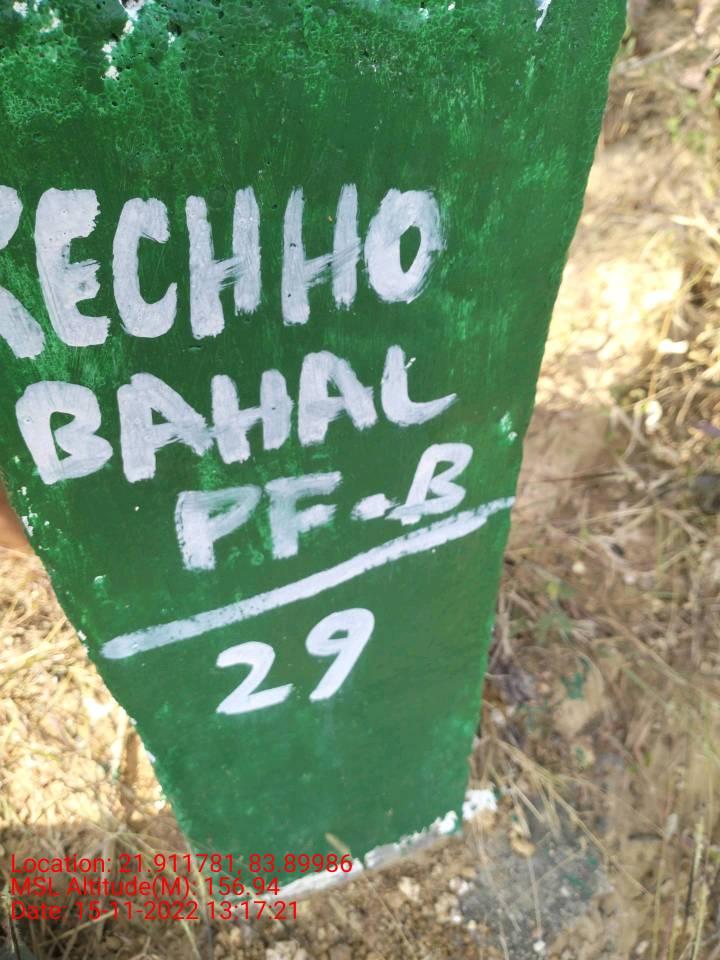 KECHHO
BAHAL
PF-B
29
Location: 21.911781, 83.89986
MSL Altitude(M): 156.94
Date: 15-11-2022 13:17:21